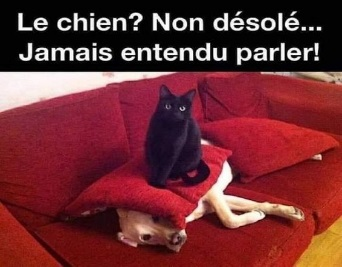 Le chien? Non désolé...
Jamais entendu parler!